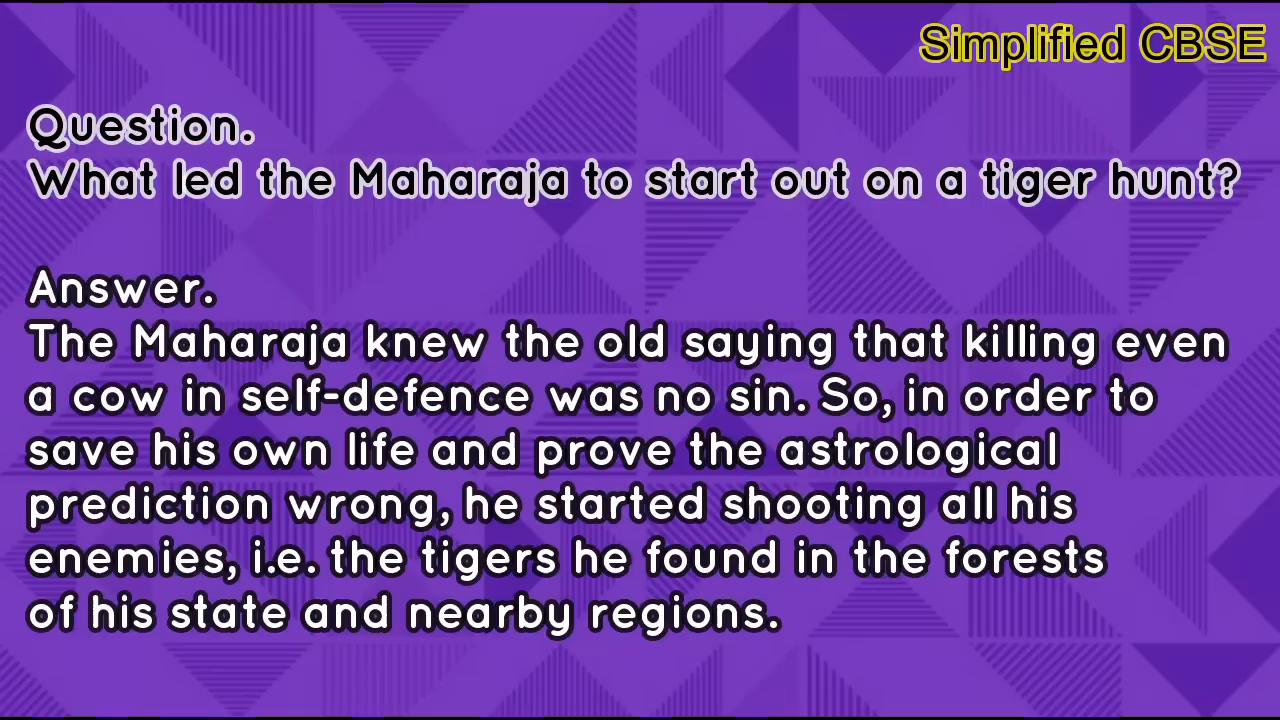 Simplified CBSE
Question.
What led the Maharaja to start out on a tiger hunt?
Answer.
The Maharaja knew the old saying that killing even
a cow in self-defence was no sin. So, in order to
save his own life and prove the astrological
prediction wrong, he started shooting all his
enemies, i.e. the tigers he found in the forests
of his state and nearby regions.